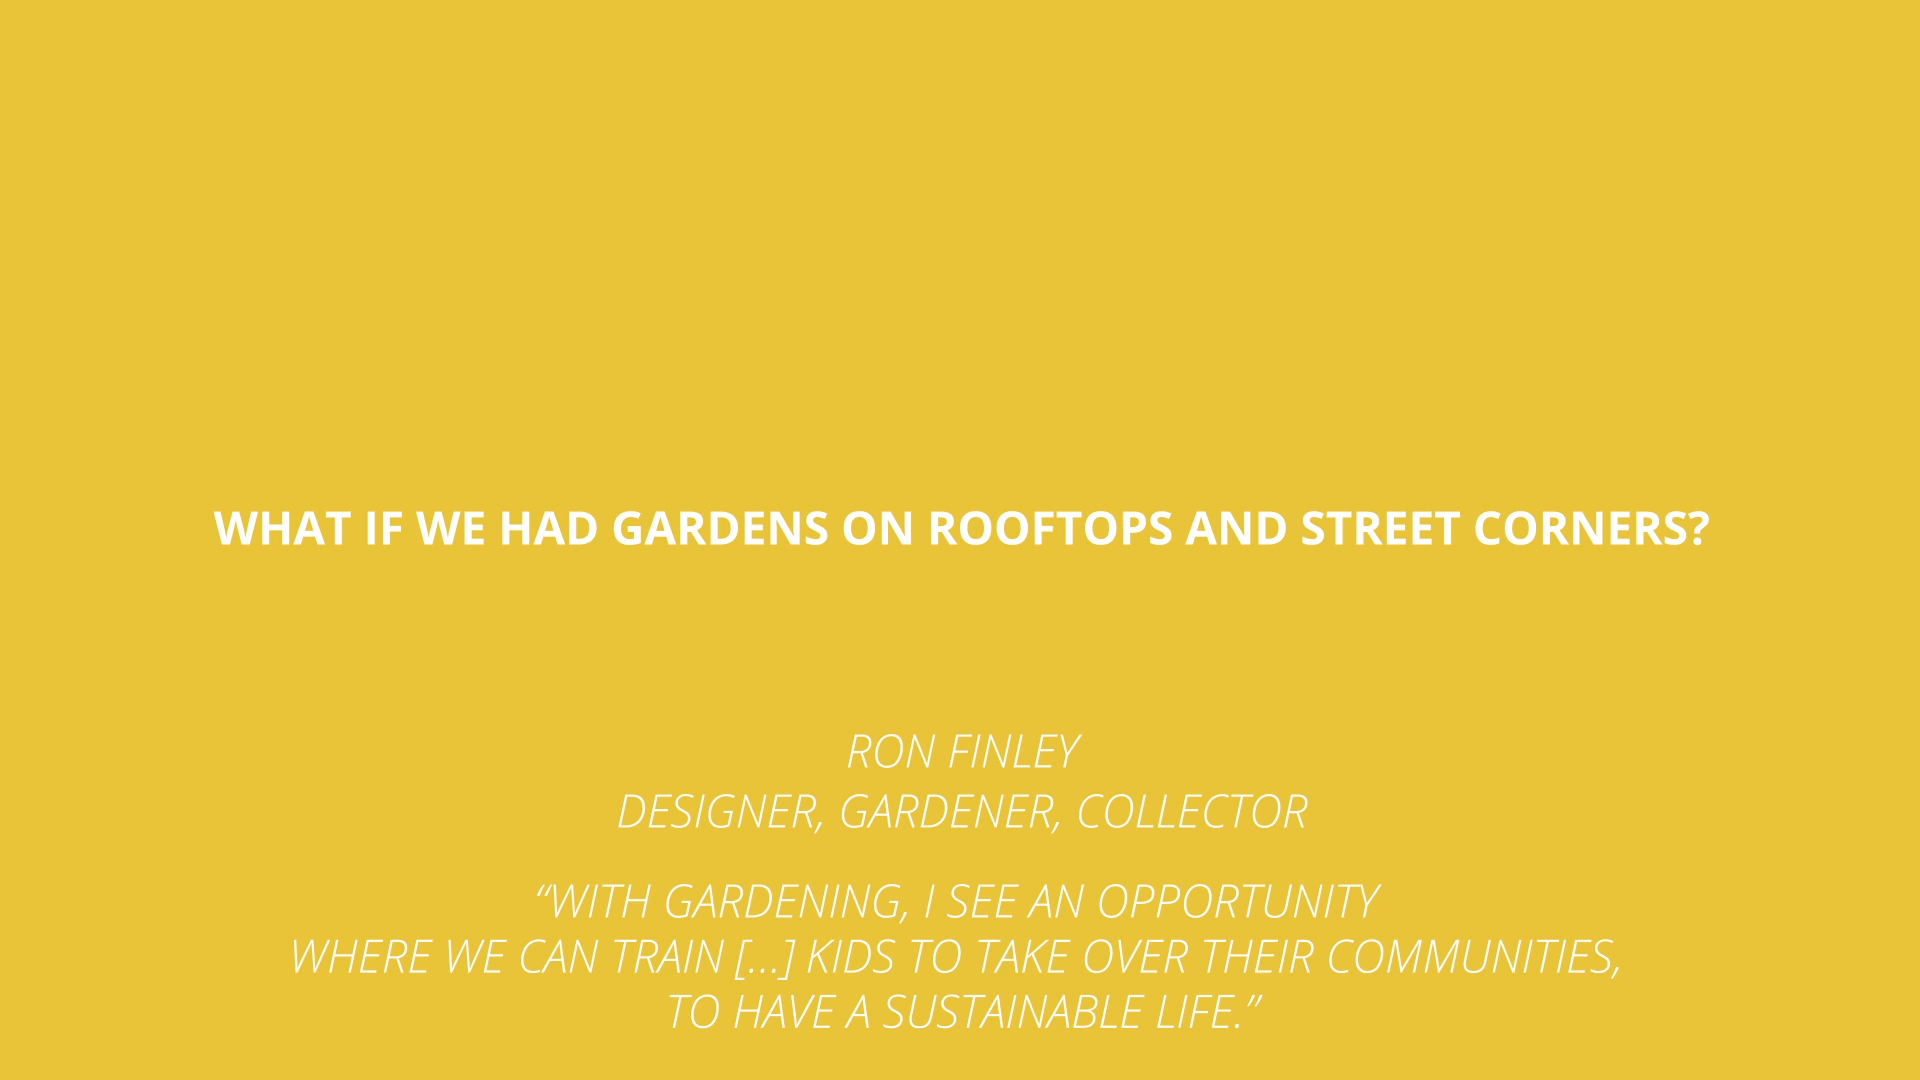 WHAT IF WE HAD GARDENS ON ROOFTOPS AND STREET CORNERS?
RON FINLEY
DESIGNER, GARDENER, COLLECTOR
“WITH GARDENING, I SEE AN OPPORTUNITY
WHERE WE CAN TRAIN [...] KIDS TO TAKE OVER THEIR COMMUNITIES,
TO HAVE A SUSTAINABLE LIFE.”